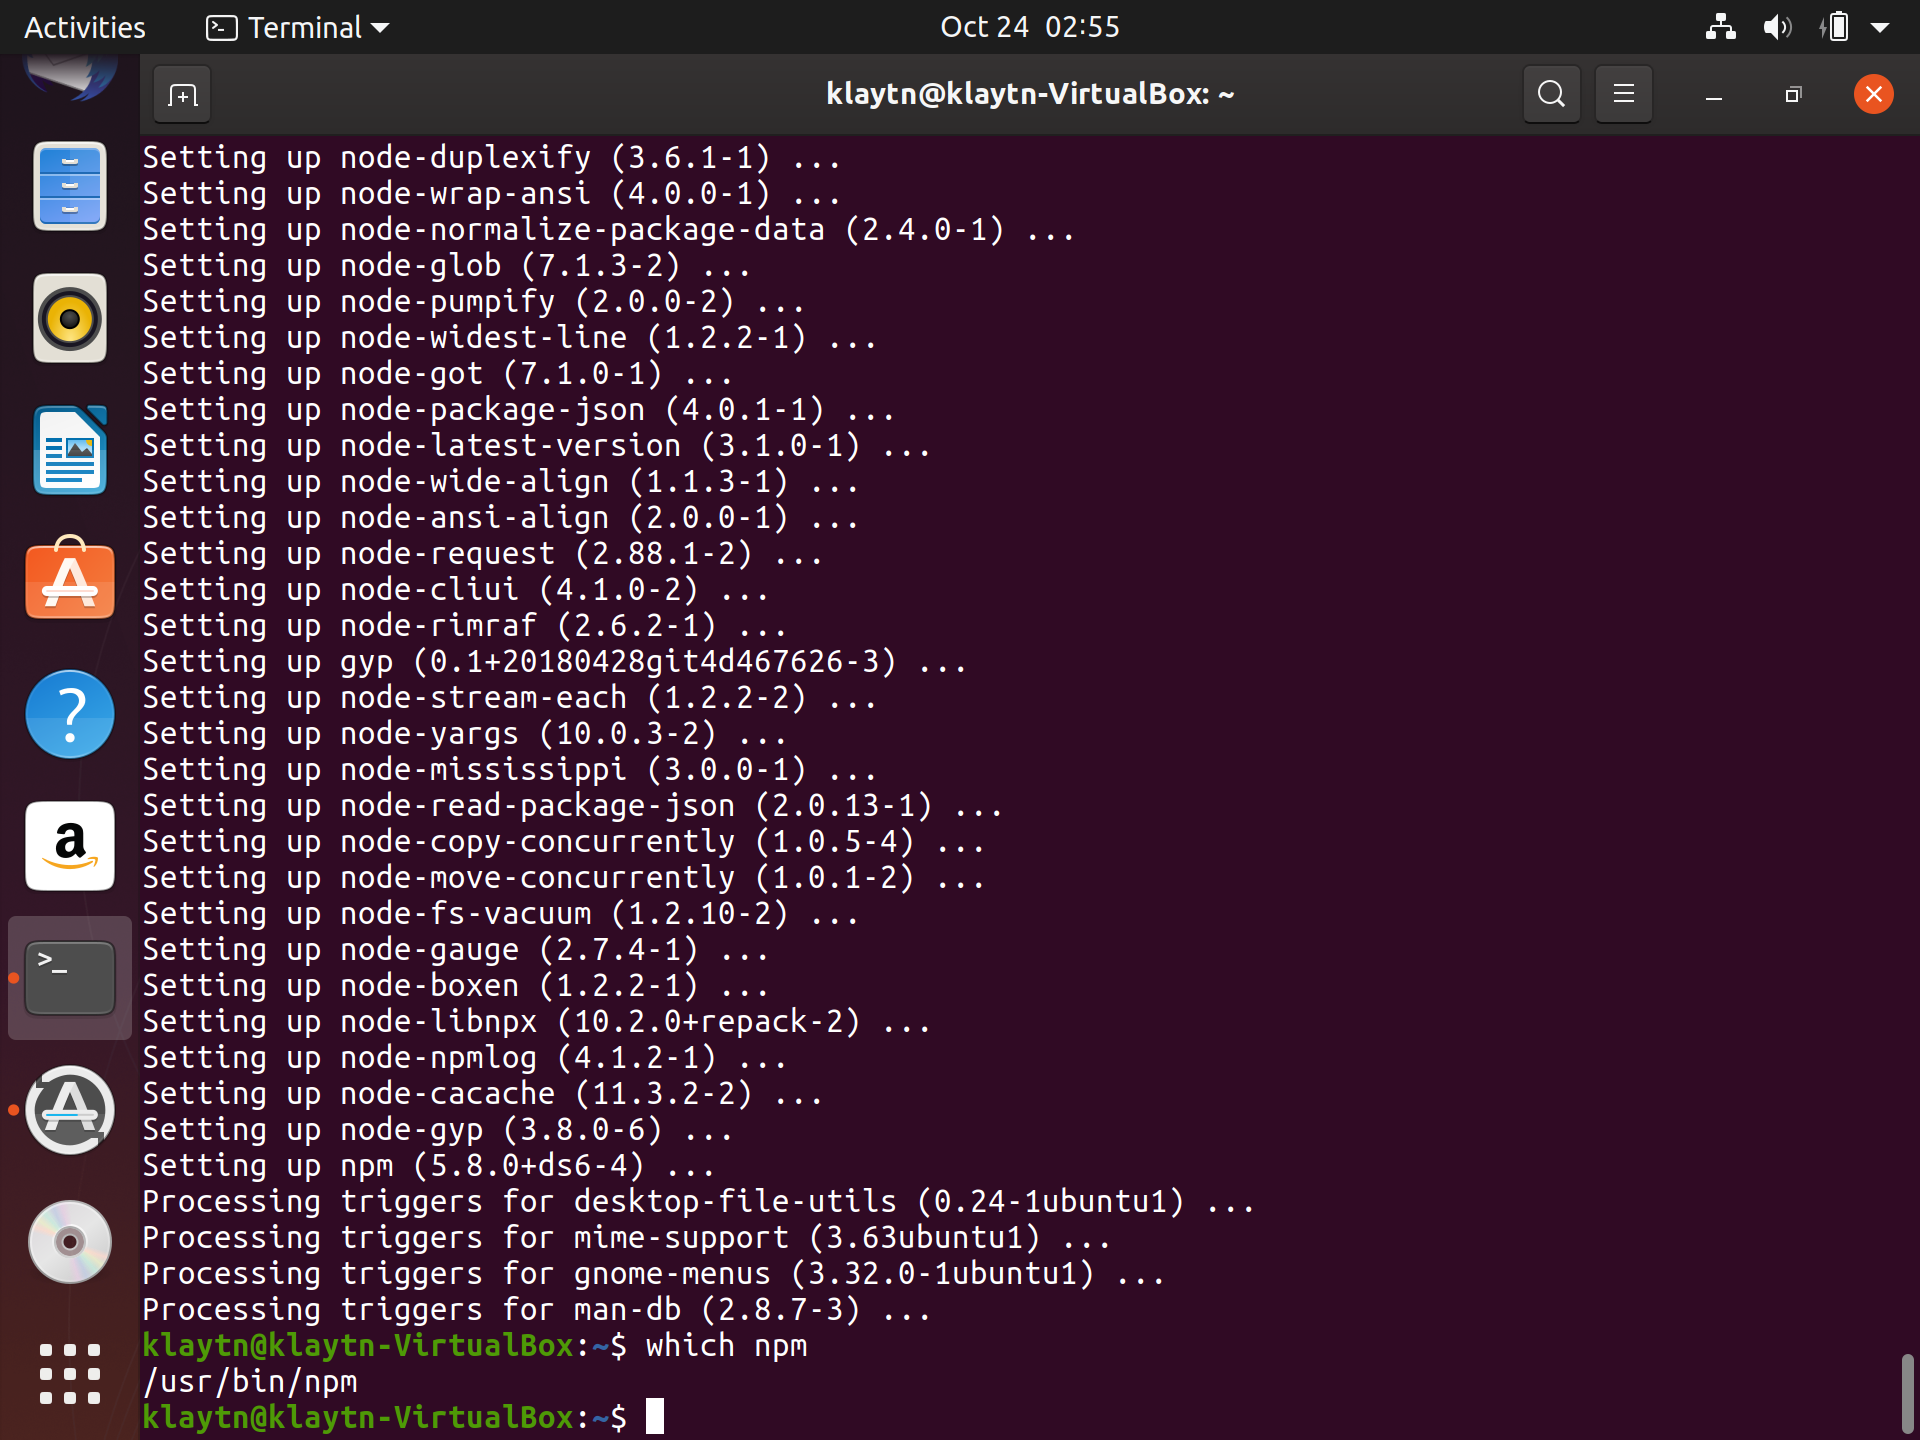 Activities
Terminal
Oct 24 02:55
klaytn@klaytn-VirtualBox: ~
Setting up node-duplexify (3.6.1-1) ...
Setting up node-wrap-ansi (4.0.0-1) ...
Setting up node-normalize-package-data (2.4.0-1) ...
Setting up node-glob (7.1.3-2) ...
Setting up node-pumpify (2.0.0-2) ...
Setting up node-widest-line (1.2.2-1) ...
Setting up node-got (7.1.0-1) ...
Setting up node-package-json (4.0.1-1) ...
Setting up node-latest-version (3.1.0-1) ...
Setting up node-wide-align (1.1.3-1) ...
Setting up node-ansi-align (2.0.0-1) ...
Setting up node-request (2.88.1-2) ...
Setting up node-cliui (4.1.0-2) ...
Setting up node-rimraf (2.6.2-1) ...
Setting up gyp (0.1+20180428git4d467626-3) ...
Setting up node-stream-each (1.2.2-2) ...
Setting up node-yargs (10.0.3-2) ...
Setting up node-mississippi (3.0.0-1) ...
Setting up node-read-package-json (2.0.13-1) ...
Setting up node-copy-concurrently (1.0.5-4) ...
Setting up node-move-concurrently (1.0.1-2) ...
Setting up node-fs-vacuum (1.2.10-2) ...
Setting up node-gauge (2.7.4-1) ...
Setting up node-boxen (1.2.2-1) ...
Setting up node-libnpx (10.2.0+repack-2) ...
Setting up node-npmlog (4.1.2-1) ...
Setting up node-cacache (11.3.2-2) ...
Setting up node-gyp (3.8.0-6) ...
Setting up npm (5.8.0+ds6-4) ...
Processing triggers for desktop-file-utils (0.24-1ubuntu1) ...
Processing triggers for mime-support (3.63ubuntu1) ...
Processing triggers for gnome-menus (3.32.0-1ubuntu1) ...
Processing triggers for man-db (2.8.7-3) ...
klaytn@klaytn-VirtualBox:~$ which npm
/usr/bin/npm
klaytn@klaytn-VirtualBox:~$